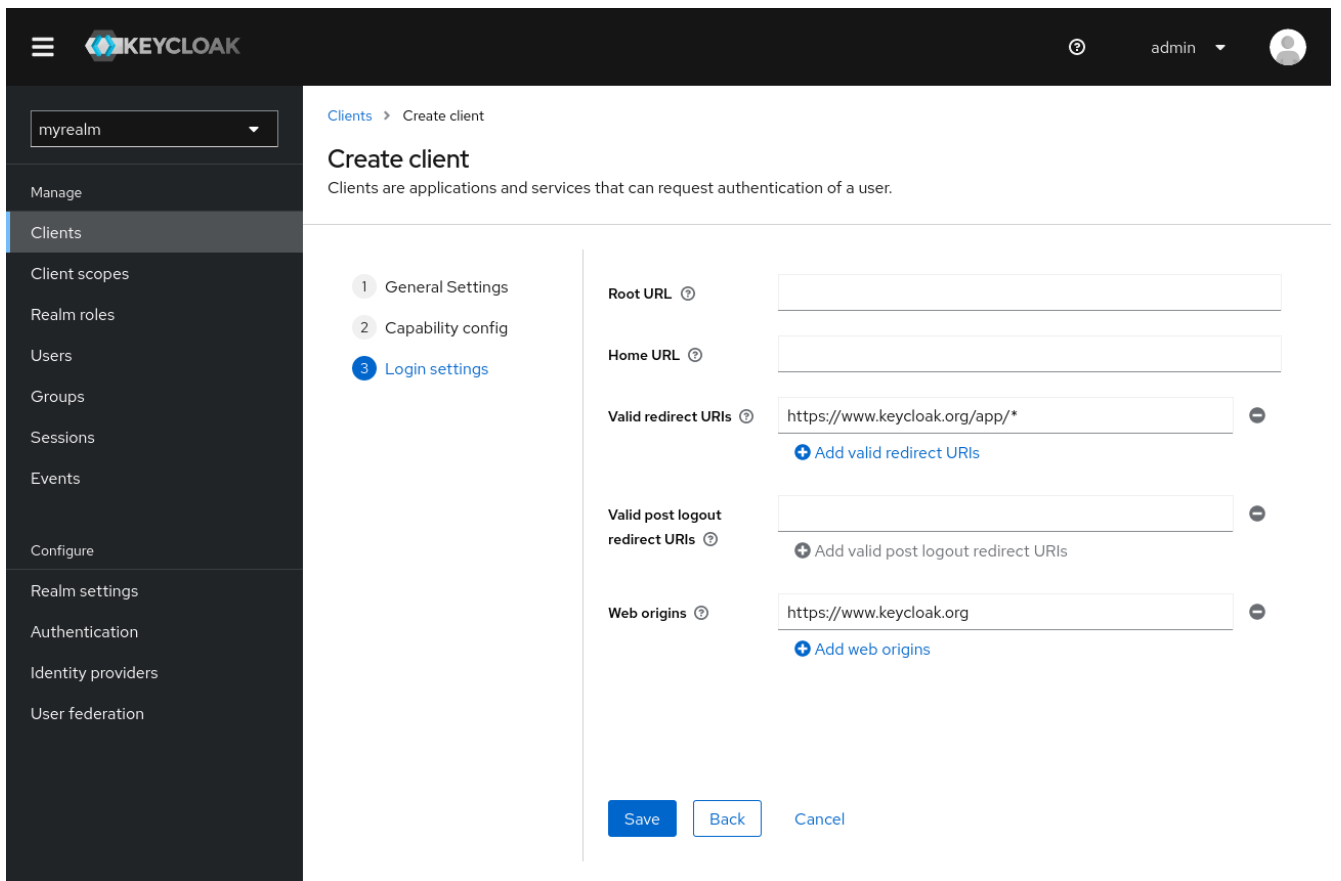 KEYCLOAK
admin
myrealm
Manage
Clients
Client scopes
Realm roles
Users
Groups
Sessions
Events
Configure
Realm settings
Authentication
Identity providers
User federation
Clients > Create client
Create client
Clients are applications and services that can request authentication of a user.
1 General Settings
2 Capability config
3 Login settings
Root URL
Home URL
Valid redirect URIs
https://www.keycloak.org/app/*
Add valid redirect URIs
Valid post logout
redirect URIs
Add valid post logout redirect URIs
Web origins
https://www.keycloak.org
Add web origins
Save
Back
Cancel